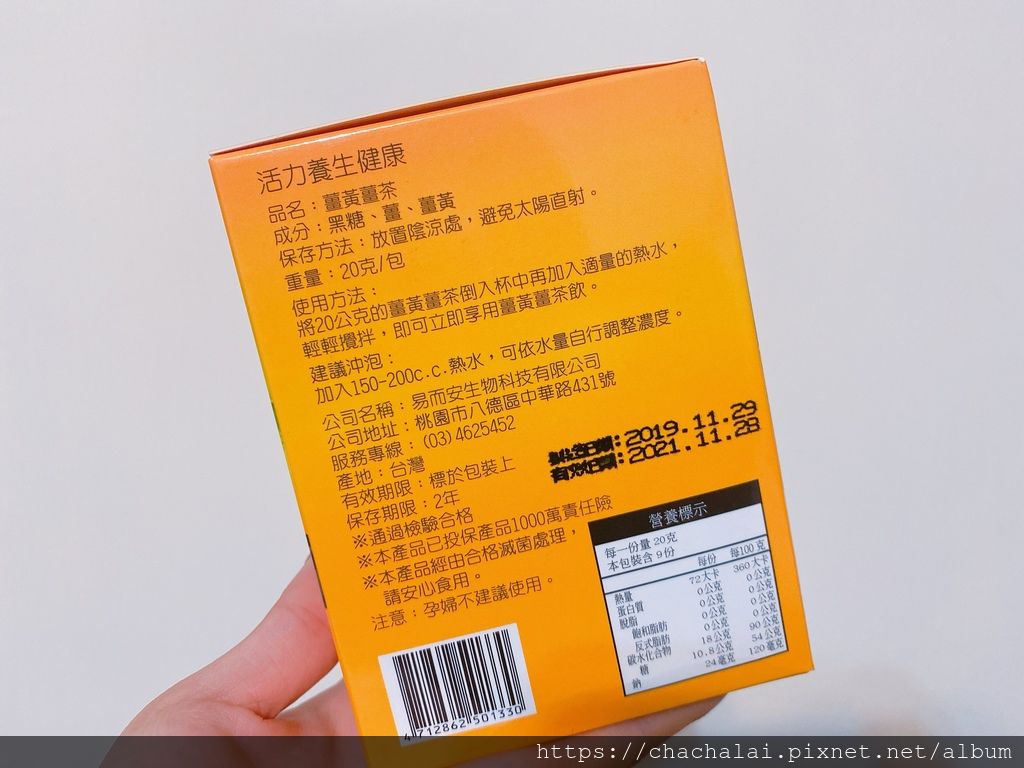 活力養生健康
品名：薑黃薑茶
成分：黑糖、薑、薑黃
保存方法：放置陰涼處，避免太陽直射。
重量：20克/包
使用方法：
將20公克的薑黃薑茶倒入杯中再加入適量的熱水，
輕輕攪拌，即可立即享用薑黃薑茶飲。
建議沖泡：
加入150-200c.c.熱水，可依水量自行調整濃度。
公司名稱：易而安生物科技有限公司
公司地址：桃園市八德區中華路431號
服務專線：(03)4625452
產地：台灣
有效期限：標於包裝上
保存期限：2年
※通過檢驗合格
※本產品已投保產品1000萬責任險
※本產品經由合格滅菌處理，
請安心食用。
注意：孕婦不建議使用。
製造日期：2019.11.29
有效日期：2021.11.28
營養標示
每一份量 20克
本包裝含 9份
每份 每100克
熱量 72大卡 360大卡
蛋白質 0公克 0公克
脫脂 0公克 0公克
飽和脂肪 0公克 0公克
反式脂肪 0公克 0公克
碳水化合物 18公克 90公克
糖 10.8公克 54公克
鈉 24毫克 120毫克
4712862501330
https://chachalai.pixnet.net/album